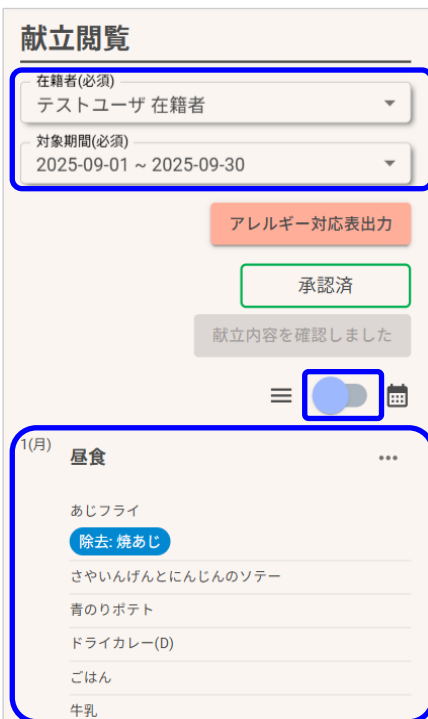 献立閲覧
在籍者(必須)
テストユーザ 在籍者
対象期間(必須)
2025-09-01 ~ 2025-09-30
アレルギー対応表出力
承認済
献立内容を確認しました
1(月)
昼食
あじフライ
除去: 焼あじ
さやいんげんとにんじんのソテー
青のりポテト
ドライカレー(D)
ごはん
牛乳